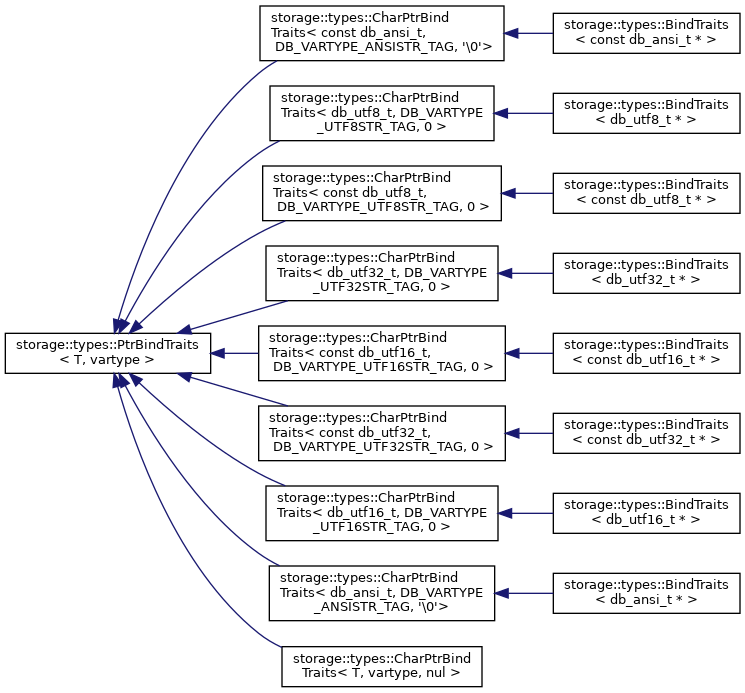 storage::types::CharPtrBind
Traits< const db_ansi_t,
DB_VARTYPE_ANSISTR_TAG, '\0'>
storage::types::BindTraits
< const db_ansi_t * >
storage::types::CharPtrBind
Traits< db_utf8_t, DB_VARTYPE
_UTF8STR_TAG, 0 >
storage::types::BindTraits
< db_utf8_t * >
storage::types::CharPtrBind
Traits< const db_utf8_t,
DB_VARTYPE_UTF8STR_TAG, 0 >
storage::types::BindTraits
< const db_utf8_t * >
storage::types::CharPtrBind
Traits< db_utf32_t, DB_VARTYPE
_UTF32STR_TAG, 0 >
storage::types::BindTraits
< db_utf32_t * >
storage::types::PtrBindTraits
< T, vartype >
storage::types::CharPtrBind
Traits< const db_utf16_t,
DB_VARTYPE_UTF16STR_TAG, 0 >
storage::types::BindTraits
< const db_utf16_t * >
storage::types::CharPtrBind
Traits< const db_utf32_t,
DB_VARTYPE_UTF32STR_TAG, 0 >
storage::types::BindTraits
< const db_utf32_t * >
storage::types::CharPtrBind
Traits< db_utf16_t, DB_VARTYPE
_UTF16STR_TAG, 0 >
storage::types::BindTraits
< db_utf16_t * >
storage::types::CharPtrBind
Traits< db_ansi_t, DB_VARTYPE
_ANSISTR_TAG, '\0'>
storage::types::BindTraits
< db_ansi_t * >
storage::types::CharPtrBind
Traits< T, vartype, nul >